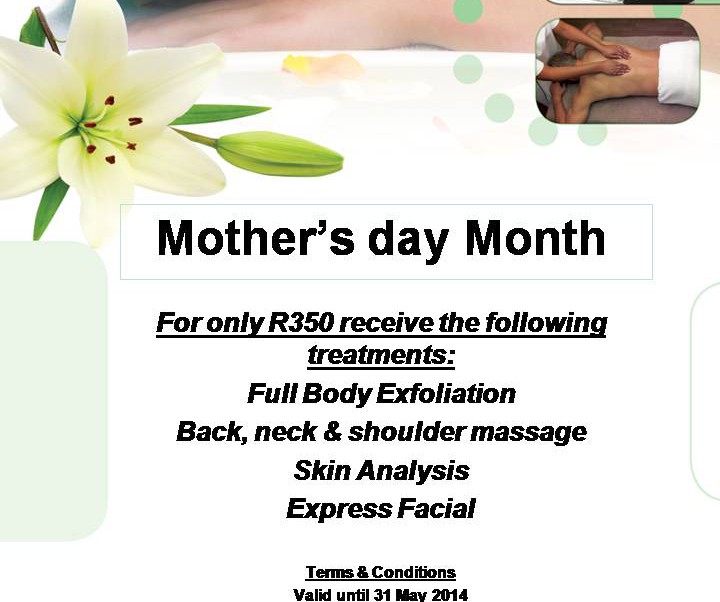 Mother’s day Month
For only R350 receive the following
treatments:
Full Body Exfoliation
Back, neck & shoulder massage
Skin Analysis
Express Facial
Terms & Conditions
Valid until 31 May 2014